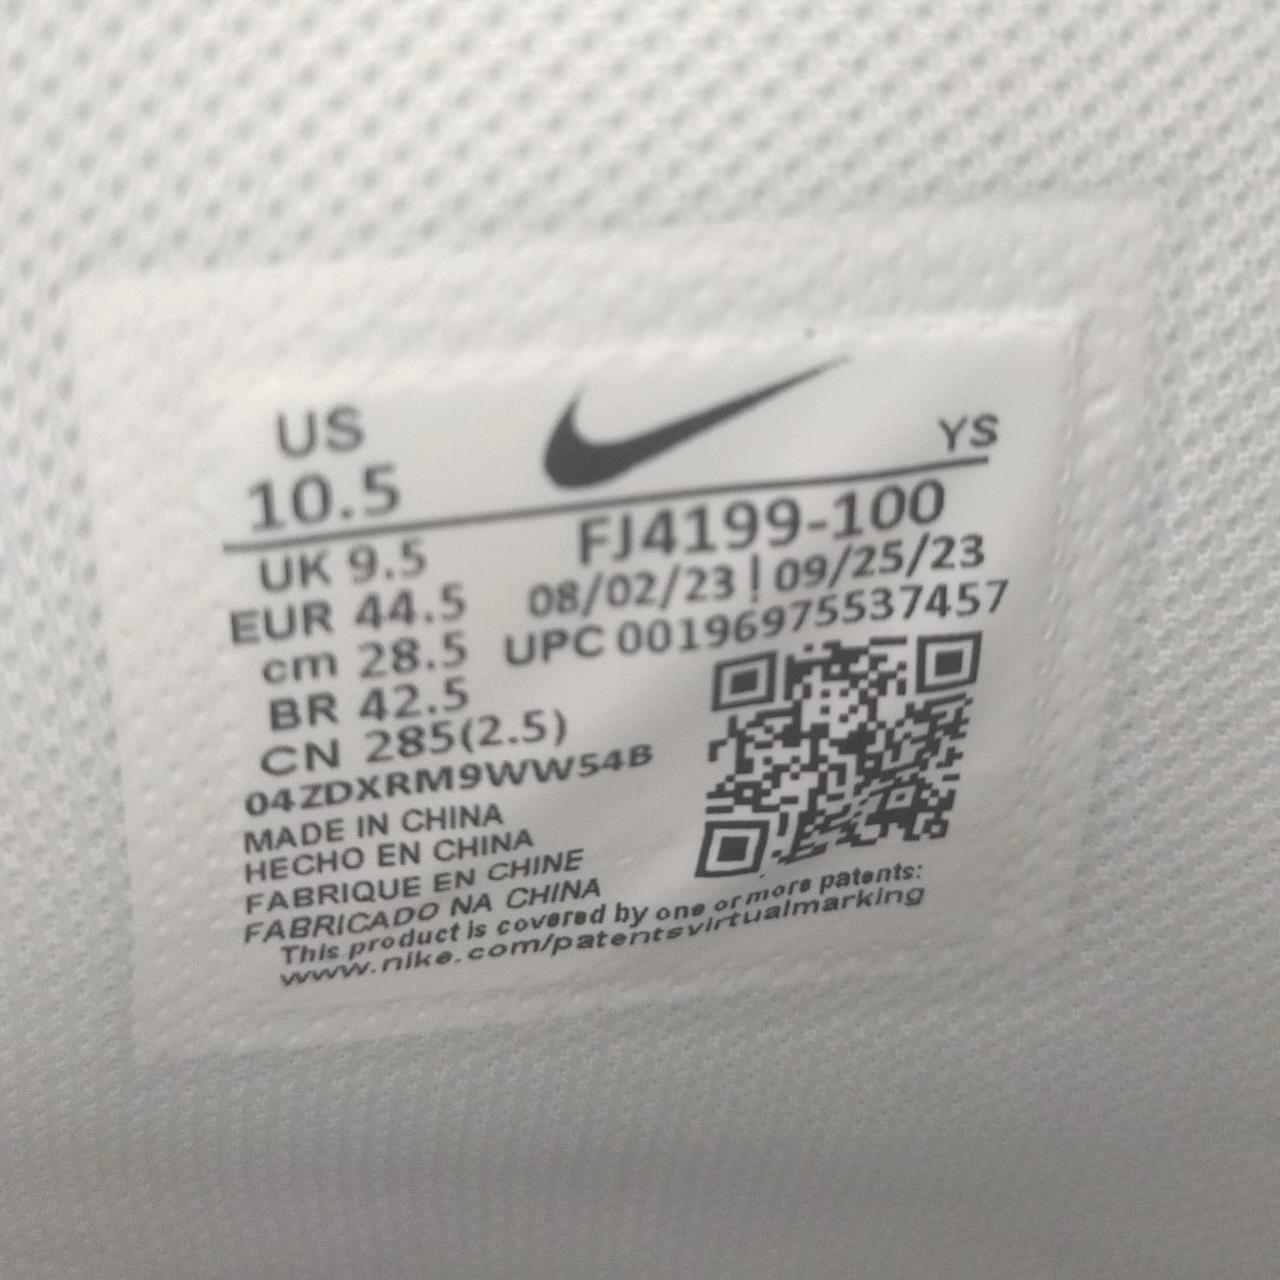 US
10.5
YS
UK 9.5
EUR 44.5
cm 28.5
BR 42.5
CN 285(2.5)
FJ4199-100
08/02/23 | 09/25/23
UPC 00196975537457
04ZDXRM9WW54B
MADE IN CHINA
HECHO EN CHINA
FABRIQUE EN CHINE
FABRICADO NA CHINA
This product is covered by one or more patents:
www.nike.com/patentsvirtualmarking